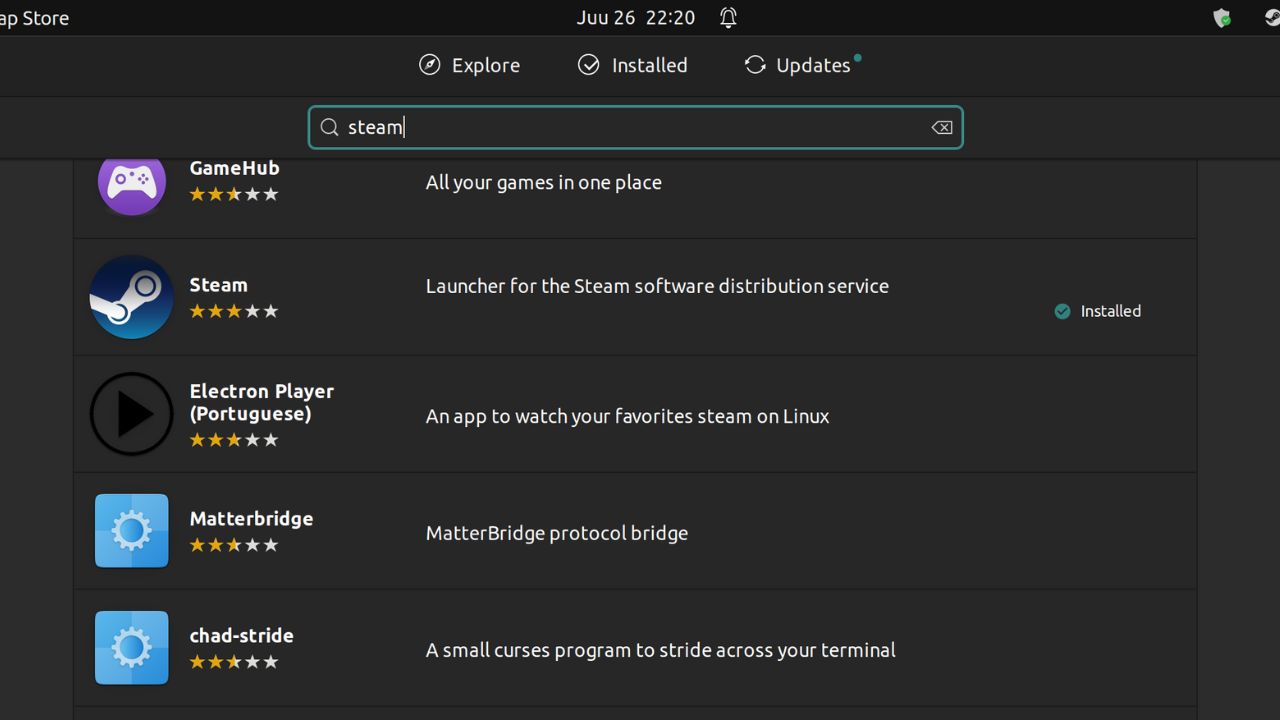 ap Store
Juu 26 22:20
Explore
Installed
Updates
steam
GameHub
All your games in one place
Steam
Launcher for the Steam software distribution service
Installed
Electron Player
(Portuguese)
An app to watch your favorites steam on Linux
Matterbridge
MatterBridge protocol bridge
chad-stride
A small curses program to stride across your terminal